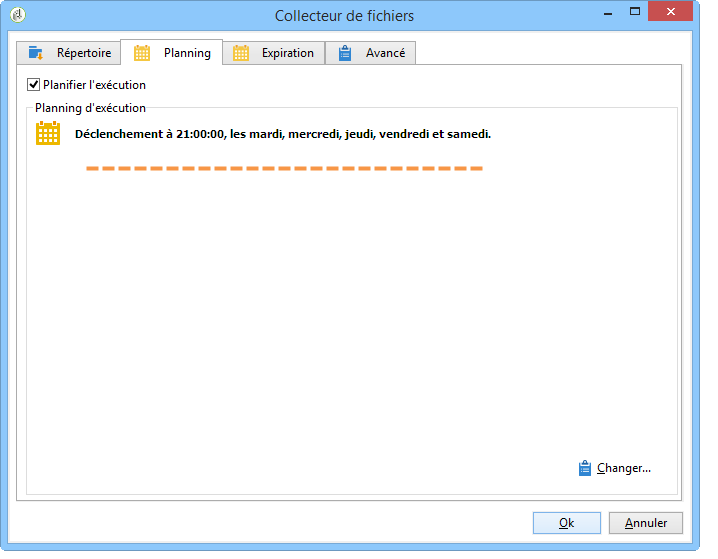 Collecteur de fichiers
Répertoire Planning Expiration Avancé
Planifier l'exécution
Planning d'exécution
Déclenchement à 21:00:00, les mardi, mercredi, jeudi, vendredi et samedi.
Changer...
Ok Annuler